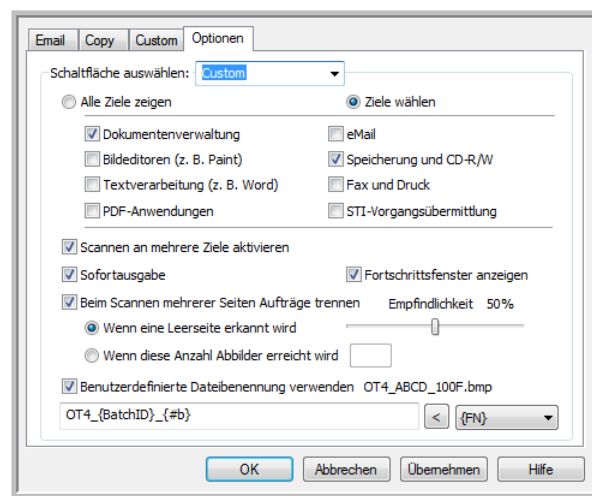 Email Copy Custom Optionen
Schaltfläche auswählen: Custom
Alle Ziele zeigen Ziele wählen
Dokumentenverwaltung eMail
Bildeditoren (z. B. Paint) Speicherung und CD-R/W
Textverarbeitung (z. B. Word) Fax und Druck
PDF-Anwendungen STI-Vorgangsübermittlung
Scannen an mehrere Ziele aktivieren
Sofortausgabe Fortschrittsfenster anzeigen
Beim Scannen mehrerer Seiten Aufträge trennen Empfindlichkeit 50%
Wenn eine Leerseite erkannt wird
Wenn diese Anzahl Abbilder erreicht wird
Benutzerdefinierte Dateibenennung verwenden OT4_ABCD_100F.bmp
OT4_{BatchID}_{#b} < {FN}
OK Abbrechen Übernehmen Hilfe